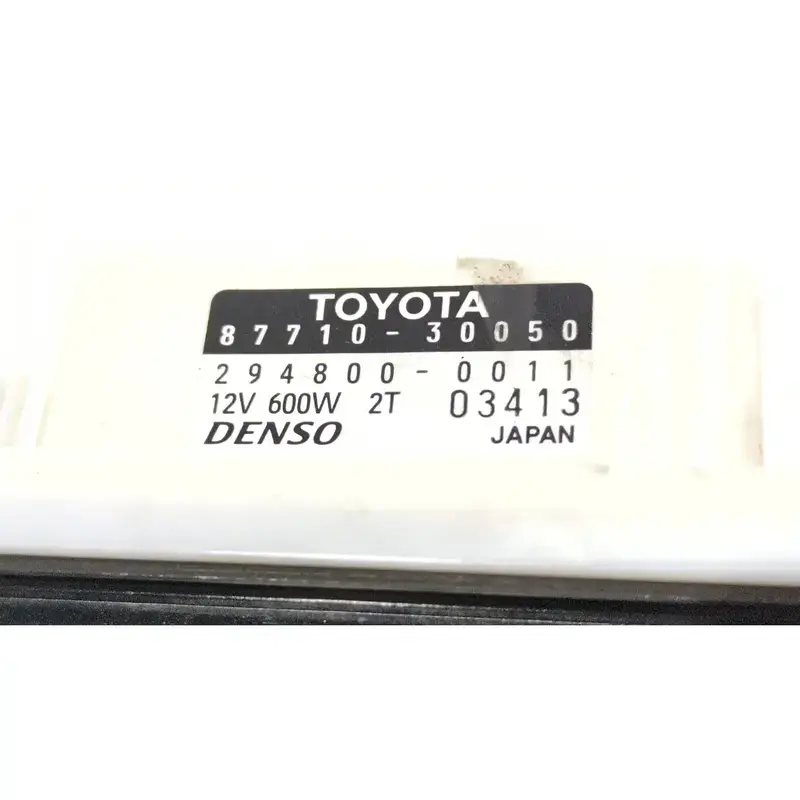 TOYOTA
87710-30050
294800-0011
12V 600W 2T 03413
DENSO JAPAN